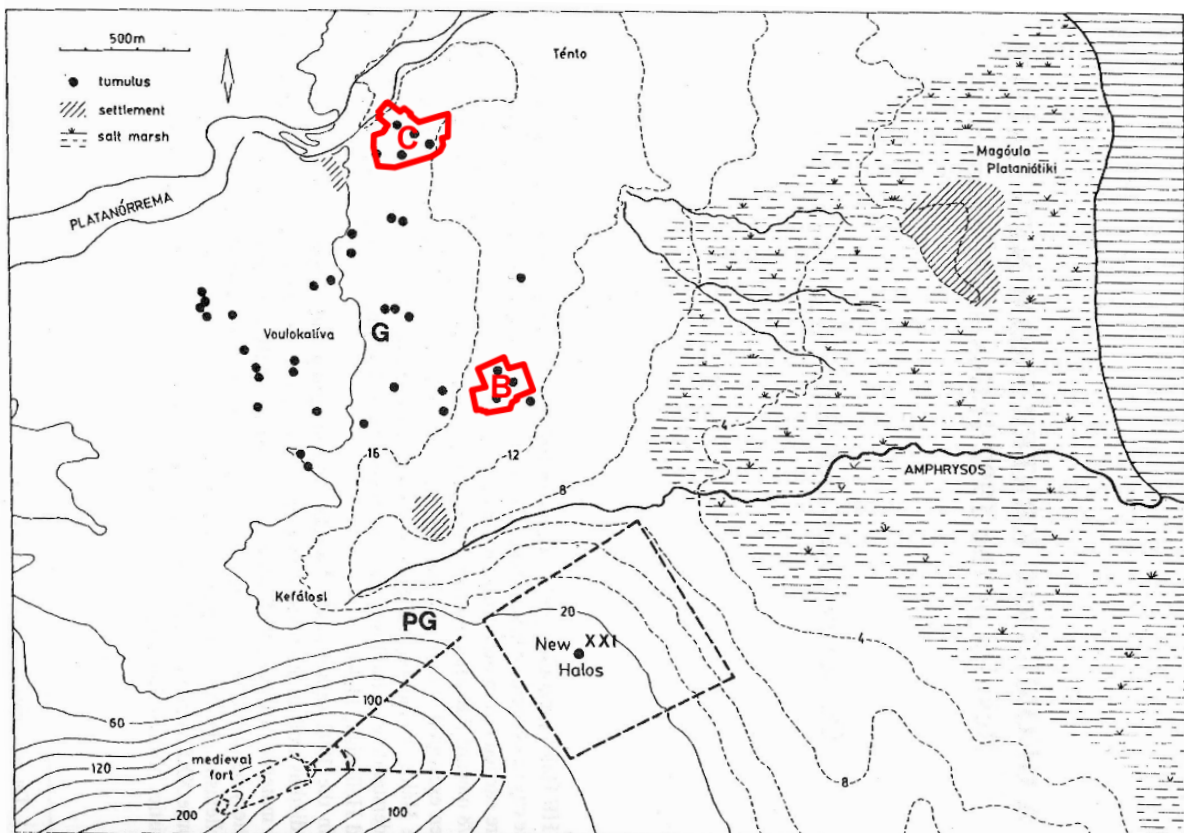 500m
tumulus
settlement
salt marsh
Ténto
C
Magóula
Plataniótiki
PLATANÓRREMA
Voulokalíva
G
B
16
12
8
4
AMPHRYSOS
Kefálosi
PG
20
New XXI
Halos
4
60
100
120
medieval
fort
200
100
8